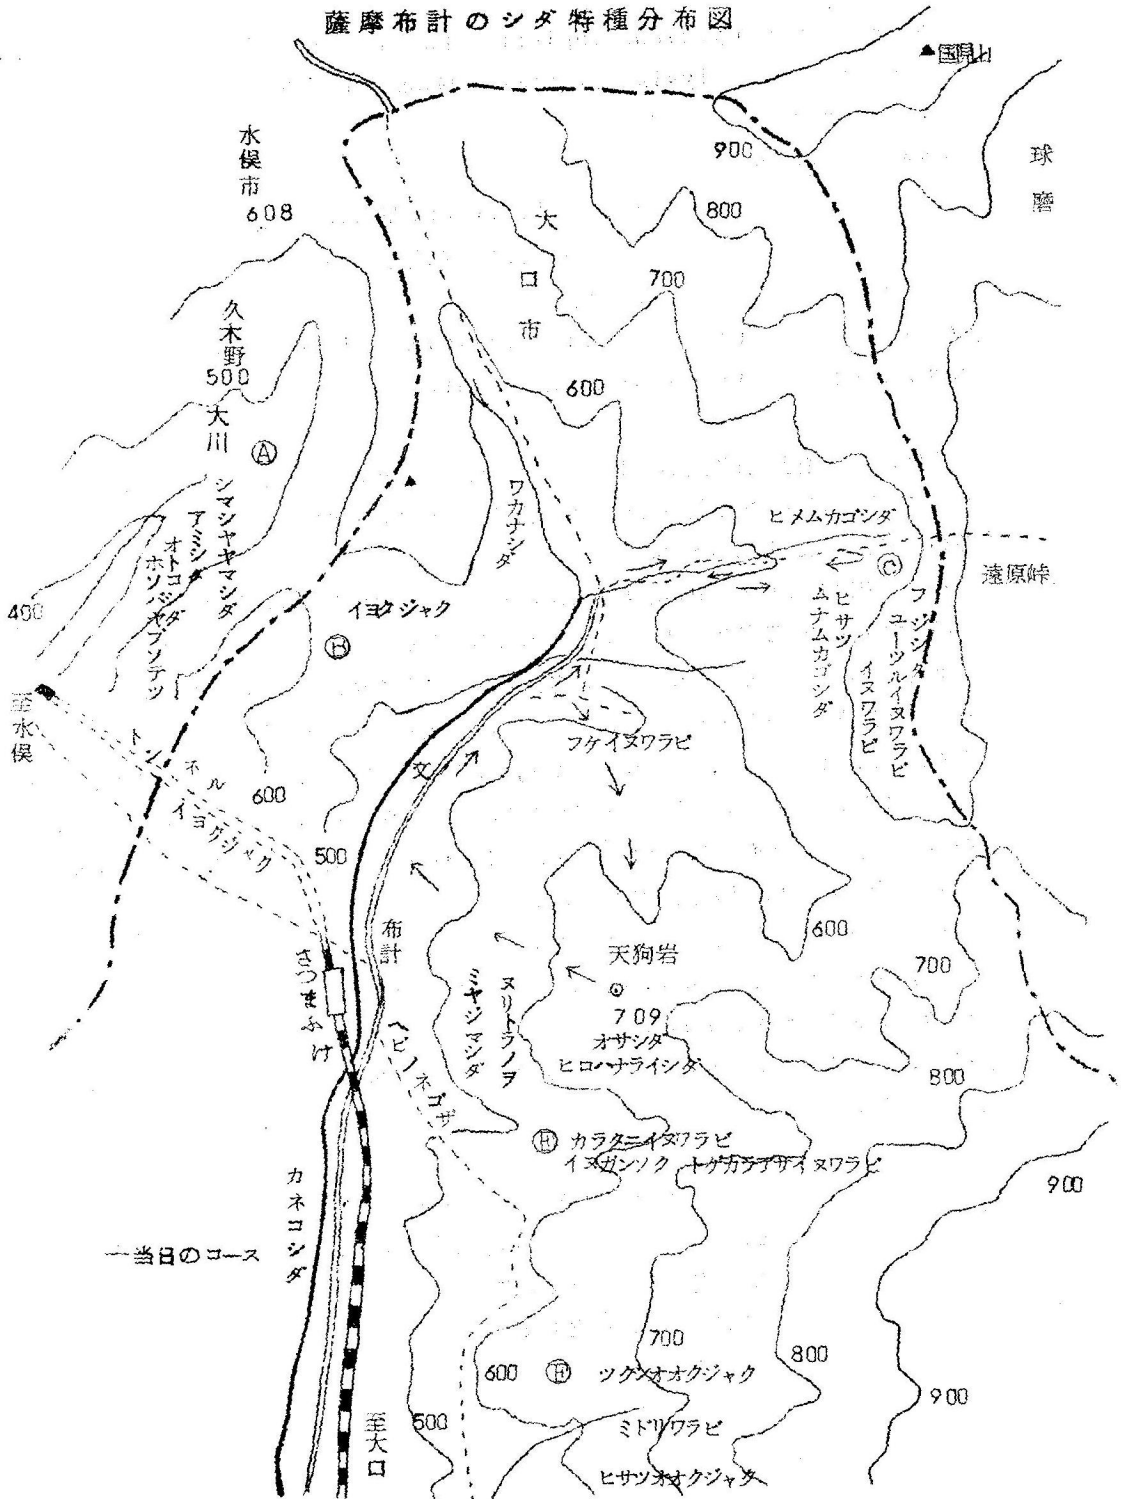 薩摩布計のシダ特種分布図
国見山
水俣市
608
900
球磨
800
大口市
700
久木野
500
600
大川
Ⓐ
シマシャヤマシダ
アミシダ
オトコシダ
ホソバヤブソテツ
ワカナシダ
ヒメムカゴシダ
遠原峠
Ⓒ
400
イヨクジャク
Ⓑ
ヒサツ
ムナムカゴシダ
フジシダ
ユーツルイヌワラビ
イヌワラビ
至水俣
トンネル
フケイヌワラビ
文
600
イヨクジャク
500
布計
600
天狗岩
700
さつまふけ
709
ミヤジマシダ
ヌリトラノヲ
オサシダ
ヒロハナライシダ
ヘビノネゴザ
800
カラタニイヌワラビ
イヌガンソク トゲカラテサイヌワラビ
900
カネコシダ
一当日のコース
700
800
600
ツクシオオクジャク
900
至大口
500
ミドリワラビ
ヒサツオオクジャク